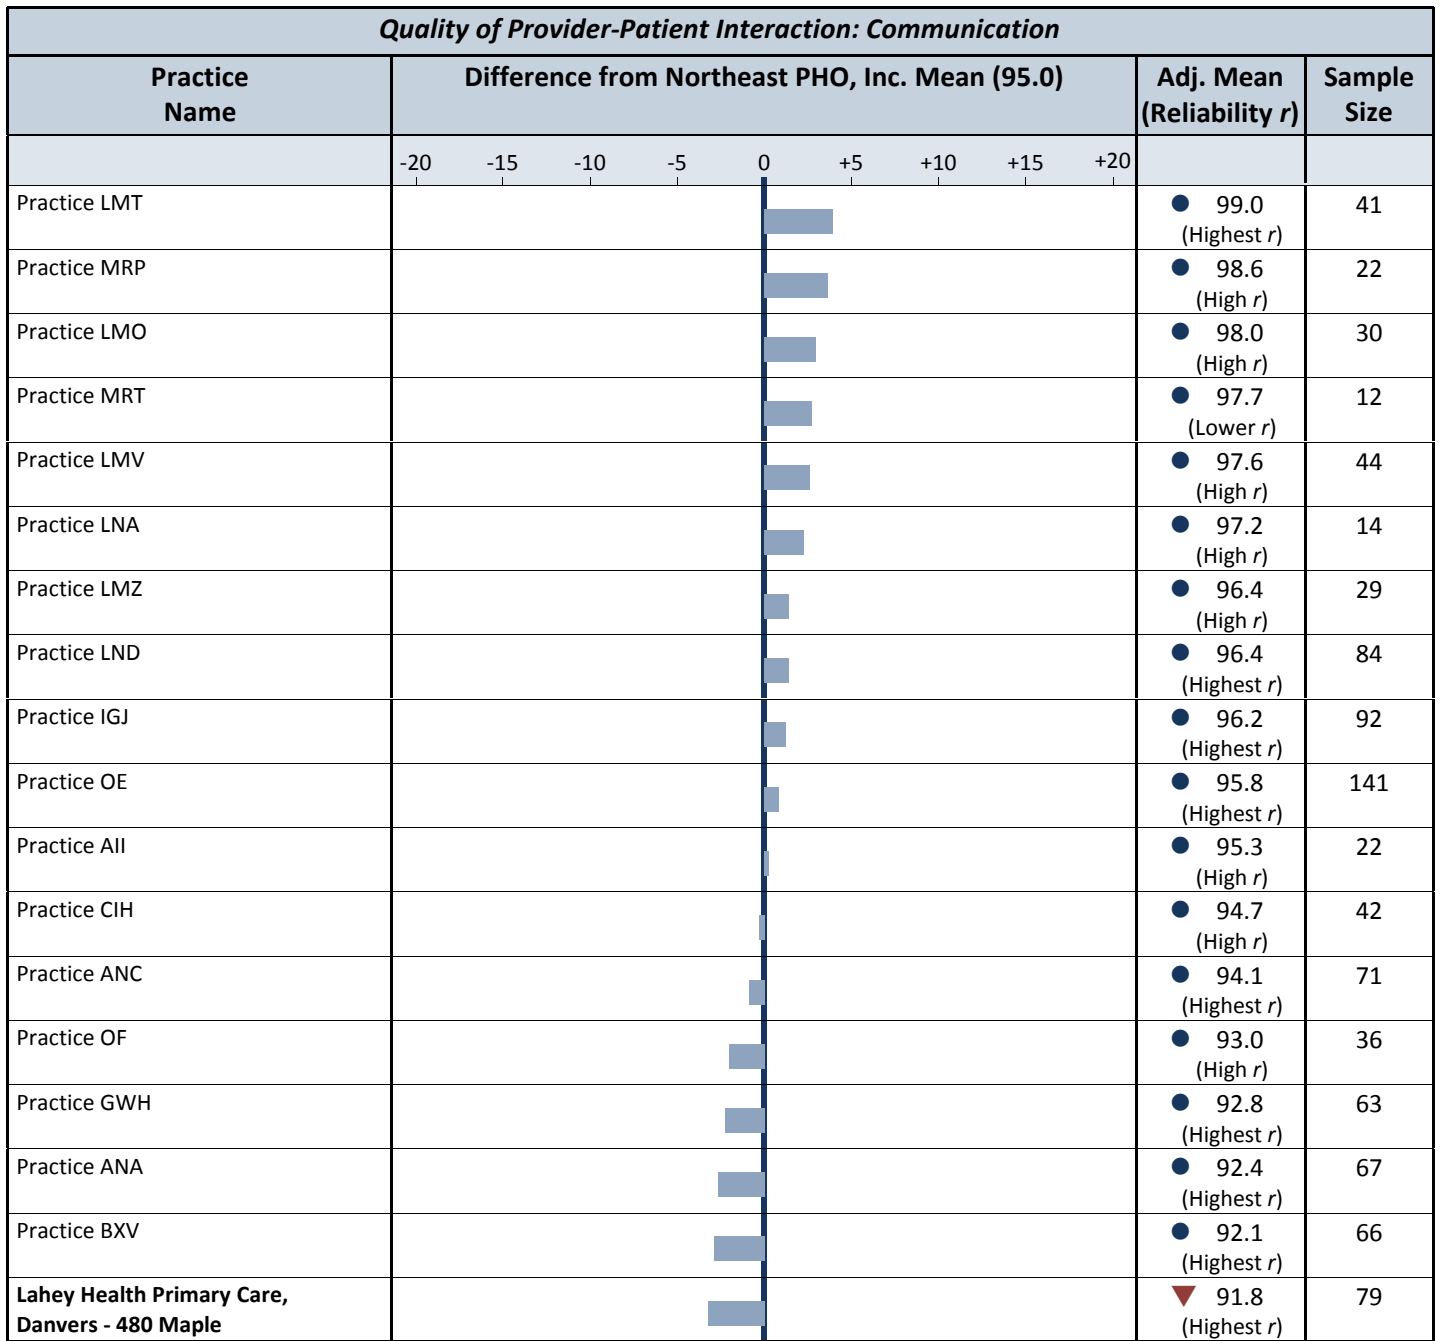 Quality of Provider-Patient Interaction: Communication
Practice
Name
Difference from Northeast PHO, Inc. Mean (95.0)
Adj. Mean
(Reliability r)
Sample
Size
-20 -15 -10 -5 0 +5 +10 +15 +20
Practice LMT 99.0 41
(Highest r)
Practice MRP 98.6 22
(High r)
Practice LMO 98.0 30
(High r)
Practice MRT 97.7 12
(Lower r)
Practice LMV 97.6 44
(High r)
Practice LNA 97.2 14
(High r)
Practice LMZ 96.4 29
(High r)
Practice LND 96.4 84
(Highest r)
Practice IGJ 96.2 92
(Highest r)
Practice OE 95.8 141
(Highest r)
Practice AII 95.3 22
(High r)
Practice CIH 94.7 42
(High r)
Practice ANC 94.1 71
(Highest r)
Practice OF 93.0 36
(High r)
Practice GWH 92.8 63
(Highest r)
Practice ANA 92.4 67
(Highest r)
Practice BXV 92.1 66
(Highest r)
Lahey Health Primary Care, 91.8 79
Danvers - 480 Maple (Highest r)